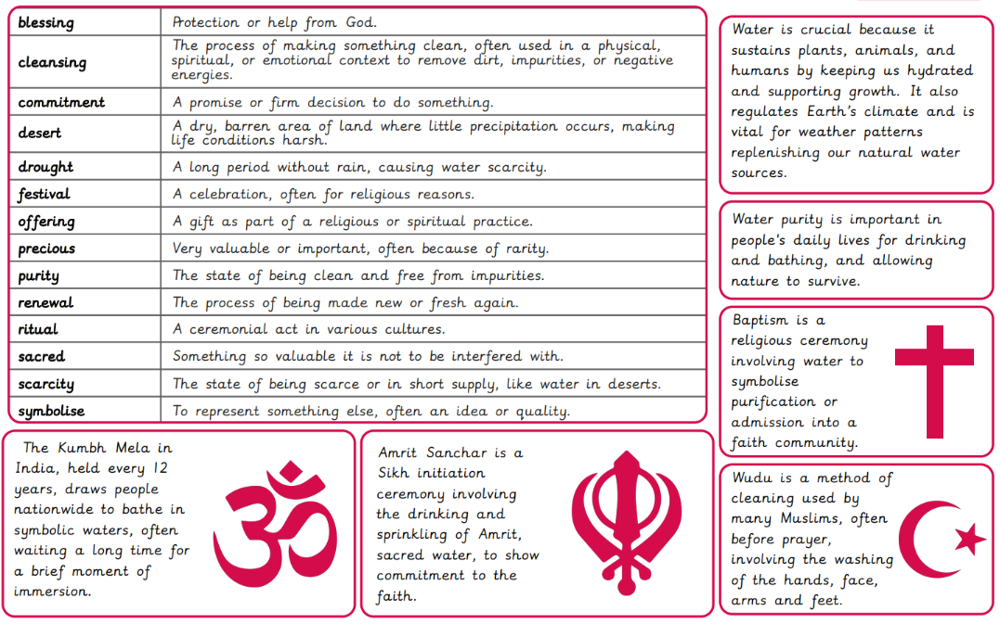 blessing Protection or help from God.
cleansing The process of making something clean, often used in a physical,
spiritual, or emotional context to remove dirt, impurities, or negative
energies.
commitment A promise or firm decision to do something.
desert A dry, barren area of land where little precipitation occurs, making
life conditions harsh.
drought A long period without rain, causing water scarcity.
festival A celebration, often for religious reasons.
offering A gift as part of a religious or spiritual practice.
precious Very valuable or important, often because of rarity.
purity The state of being clean and free from impurities.
renewal The process of being made new or fresh again.
ritual A ceremonial act in various cultures.
sacred Something so valuable it is not to be interfered with.
scarcity The state of being scarce or in short supply, like water in deserts.
symbolise To represent something else, often an idea or quality.
Water is crucial because it
sustains plants, animals, and
humans by keeping us hydrated
and supporting growth. It also
regulates Earth's climate and is
vital for weather patterns
replenishing our natural water
sources.
Water purity is important in
people's daily lives for drinking
and bathing, and allowing
nature to survive.
Baptism is a
religious ceremony
involving water to
symbolise
purification or
admission into a
faith community.
The Kumbh Mela in
India, held every 12
years, draws people
nationwide to bathe in
symbolic waters, often
waiting a long time for
a brief moment of
immersion.
Amrit Sanchar is a
Sikh initiation
ceremony involving
the drinking and
sprinkling of Amrit,
sacred water, to show
commitment to the
faith.
Wudu is a method of
cleaning used by
many Muslims, often
before prayer,
involving the washing
of the hands, face,
arms and feet.